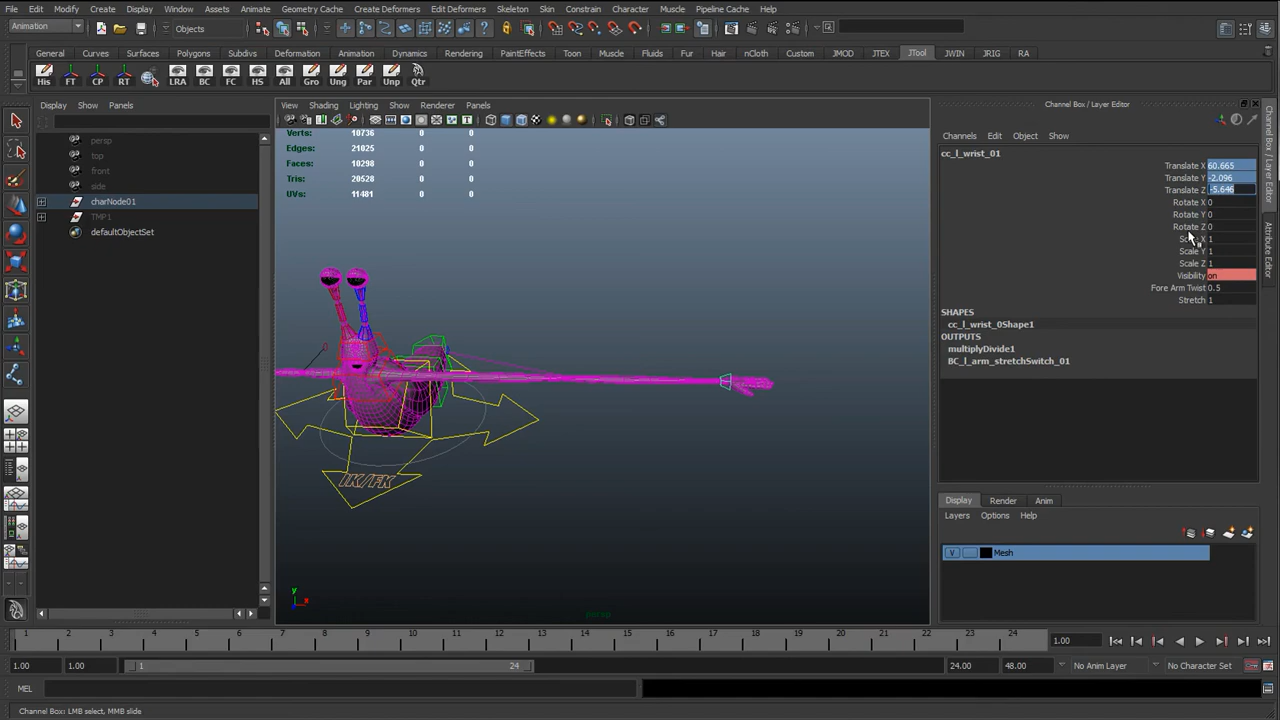 File Edit Modify Create Display Window Assets Animate Geometry Cache Create Deformers Edit Deformers Skeleton Skin Constrain Character Muscle Pipeline Cache Help
Animation Objects
General Curves Surfaces Polygons Subdivs Deformation Animation Dynamics Rendering PaintEffects Toon Muscle Fluids Fur Hair nCloth Custom JMOD JTEX JTool JWIN JRIG RA
His FT CP RT LRA BC FC HS All Gro Ung Par Unp Qtr
Display Show Panels
persp
top
front
side
charNode01
TMP1
defaultObjectSet
View Shading Lighting Show Renderer Panels
Verts: 10736 0 0
Edges: 21025 0 0
Faces: 10298 0 0
Tris: 20528 0 0
UVs: 11481 0 0
IK/FK
y
x
persp
Channel Box / Layer Editor
Channels Edit Object Show
cc_l_wrist_01
Translate X 60.665
Translate Y -2.096
Translate Z -5.646
Rotate X 0
Rotate Y 0
Rotate Z 0
X 1
Scale Y 1
Scale Z 1
Visibility on
Fore Arm Twist 0.5
Stretch 1
SHAPES
cc_l_wrist_0Shape1
OUTPUTS
multiplyDivide1
BC_l_arm_stretchSwitch_01
Channel Box / Layer Editor
Attribute Editor
Display Render Anim
Layers Options Help
V Mesh
1 2 3 4 5 6 7 8 9 10 11 12 13 14 15 16 17 18 19 20 21 22 23 24 1.00
1.00 1.00 1 24 24.00 48.00 No Anim Layer No Character Set
MEL
Channel Box: LMB select, MMB slide